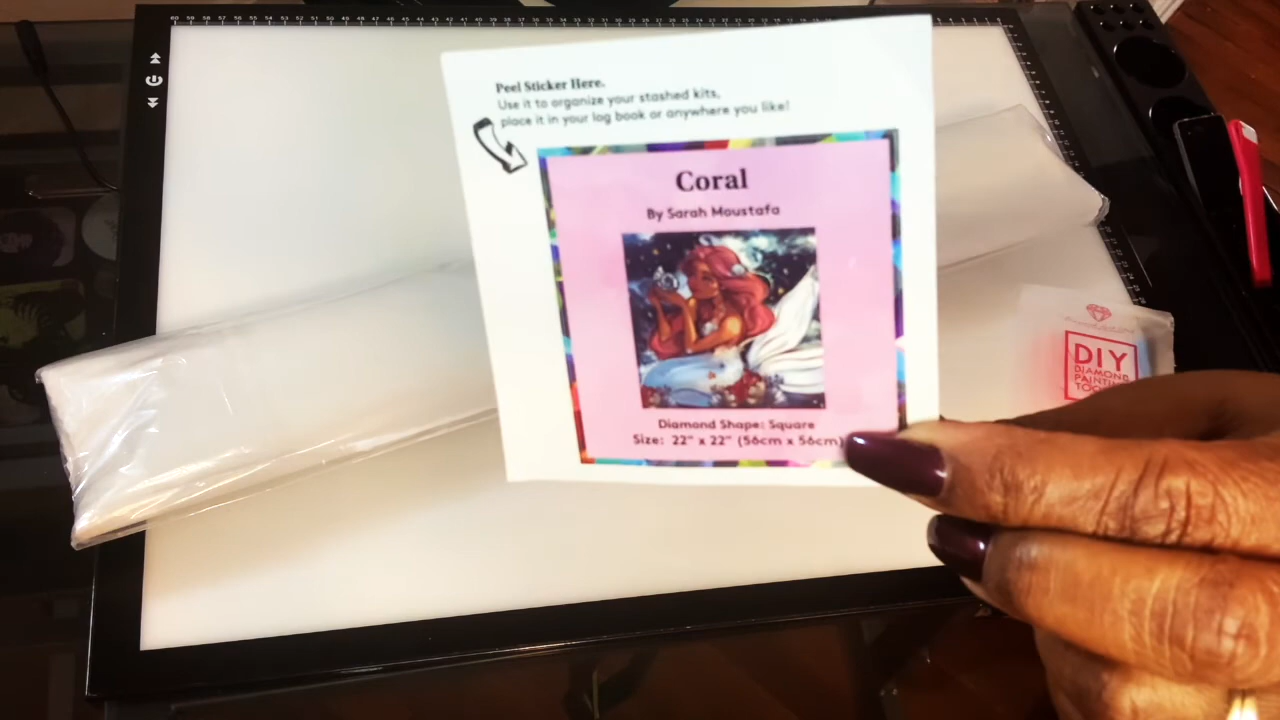 Peel Sticker Here.
Use it to organize your stashed kits,
place it in your log book or anywhere you like!
Coral
By Sarah Moustafa
Diamond Shape: Square
Size: 22" x 22" (56cm x 56cm)
DIY
DIAMOND
PAINTING